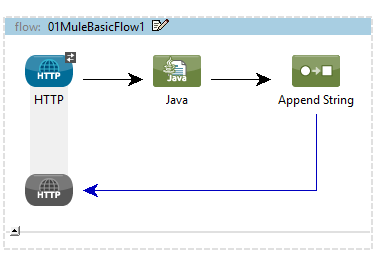 flow: 01MuleBasicFlow1
HTTP
Java
HTTP
Java
Append String
HTTP